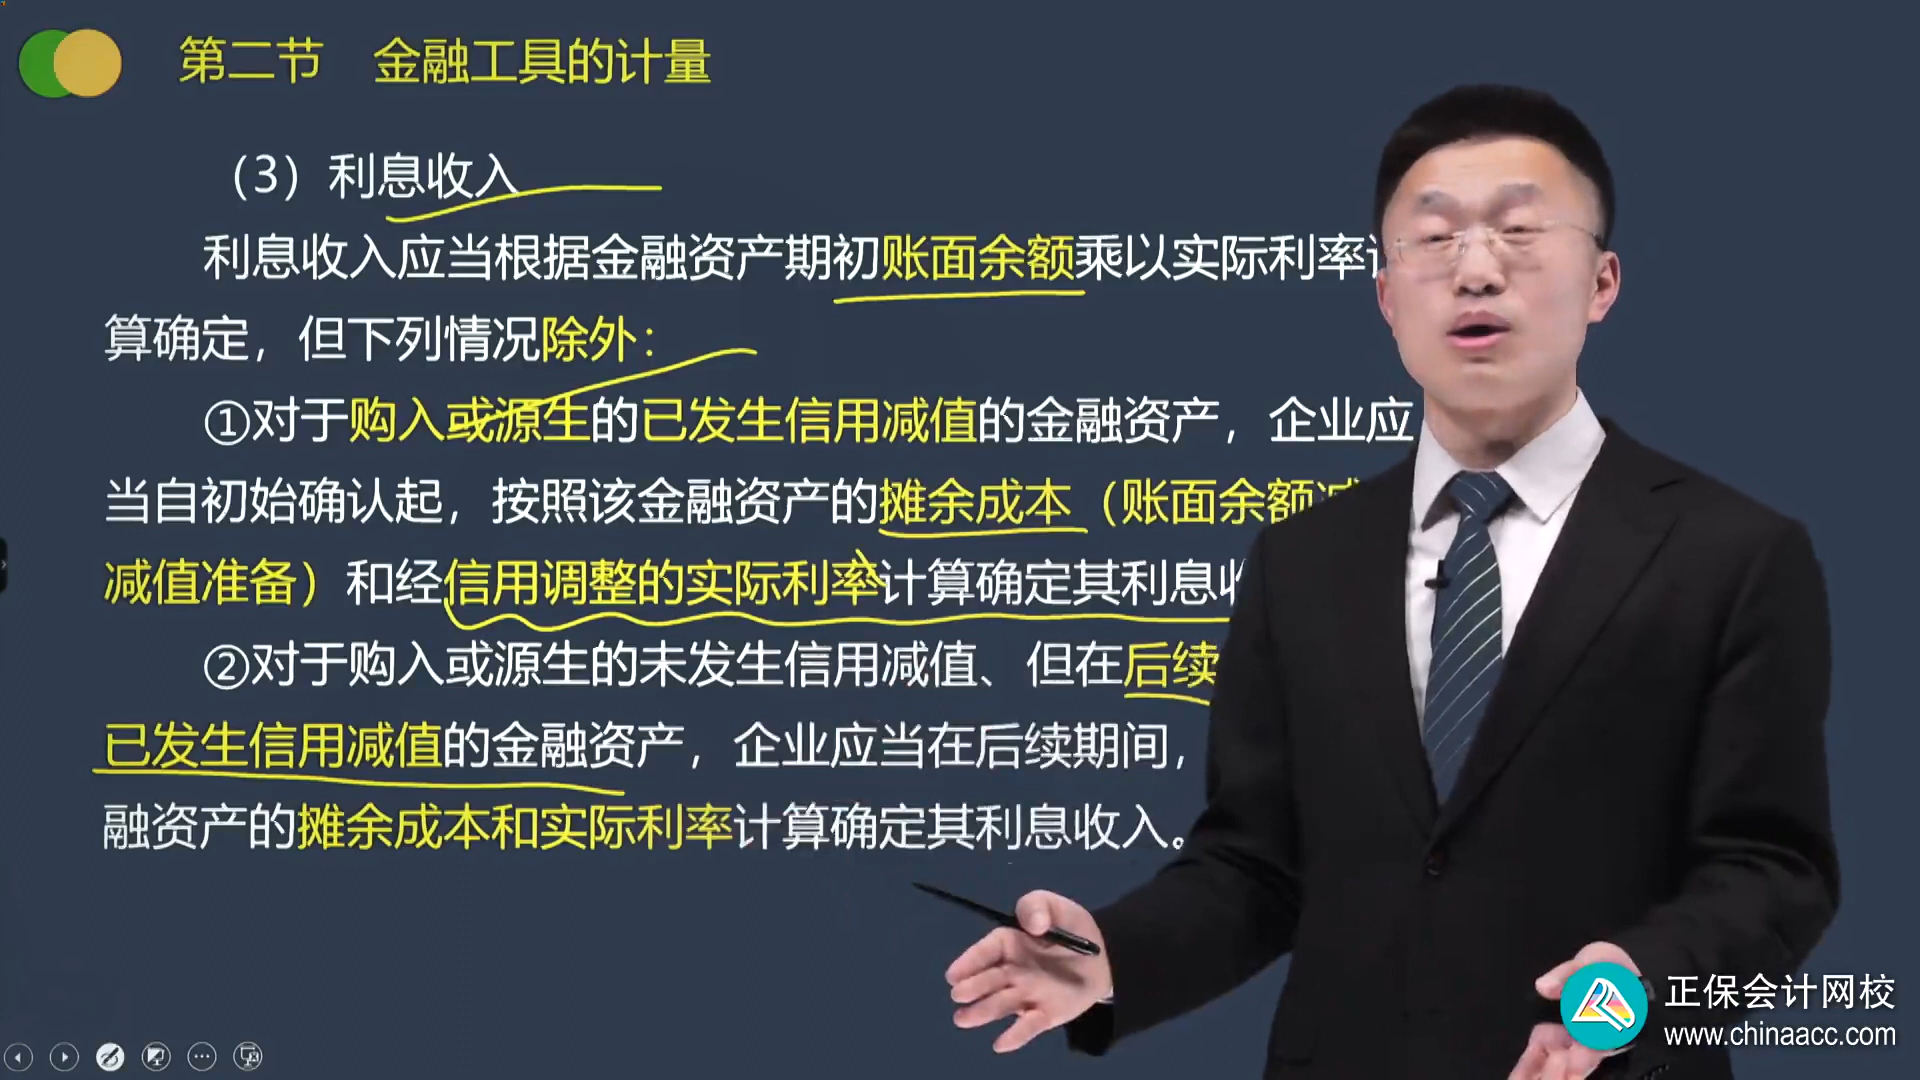 第二节 金融工具的计量
（3）利息收入
利息收入应当根据金融资产期初账面余额乘以实际利率计
算确定，但下列情况除外：
①对于购入或源生的已发生信用减值的金融资产，企业应
当自初始确认起，按照该金融资产的摊余成本（账面余额减
减值准备）和经信用调整的实际利率计算确定其利息收
②对于购入或源生的未发生信用减值、但在后续
已发生信用减值的金融资产，企业应当在后续期间，
融资产的摊余成本和实际利率计算确定其利息收入。
正保会计网校
www.chinaacc.com